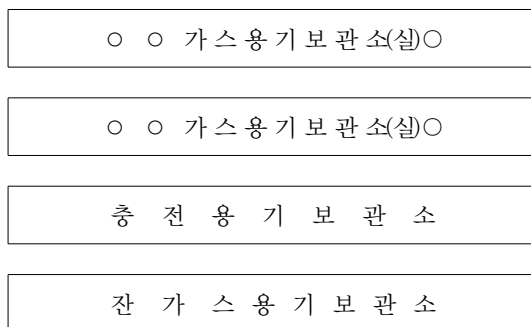 ○ ○ 가 스 용 기 보 관 소(실)○
○ ○ 가 스 용 기 보 관 소(실)○
충 전 용 기 보 관 소
잔 가 스 용 기 보 관 소